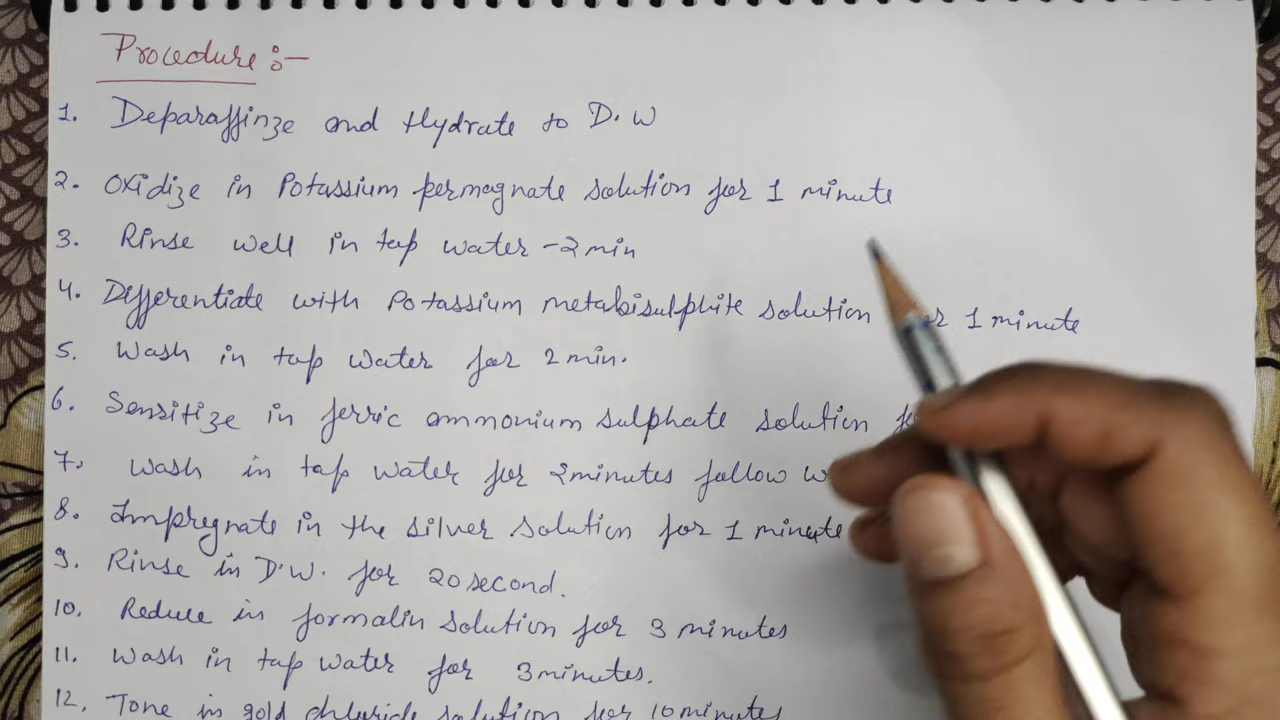 Procedure :-
1. Deparaffinze and Hydrate to D.W
2. Oxidize in Potassium permagnate solution for 1 minute
3. Rinse well in tap water - 2 min
4. Differentiate with Potassium metabisulphite solution for 1 minute
5. Wash in tap water for 2 min.
6. Sensitize in ferric ammonium sulphate solution
7. Wash in tap water for 2 minutes follow
8. Impregnate in the silver solution for 1 minute
9. Rinse in D.W. for 20 second.
10. Reduce in formalin solution for 3 minutes
11. Wash in tap water for 3 minutes.
12. Tone in gold chloride solution for 10 minutes